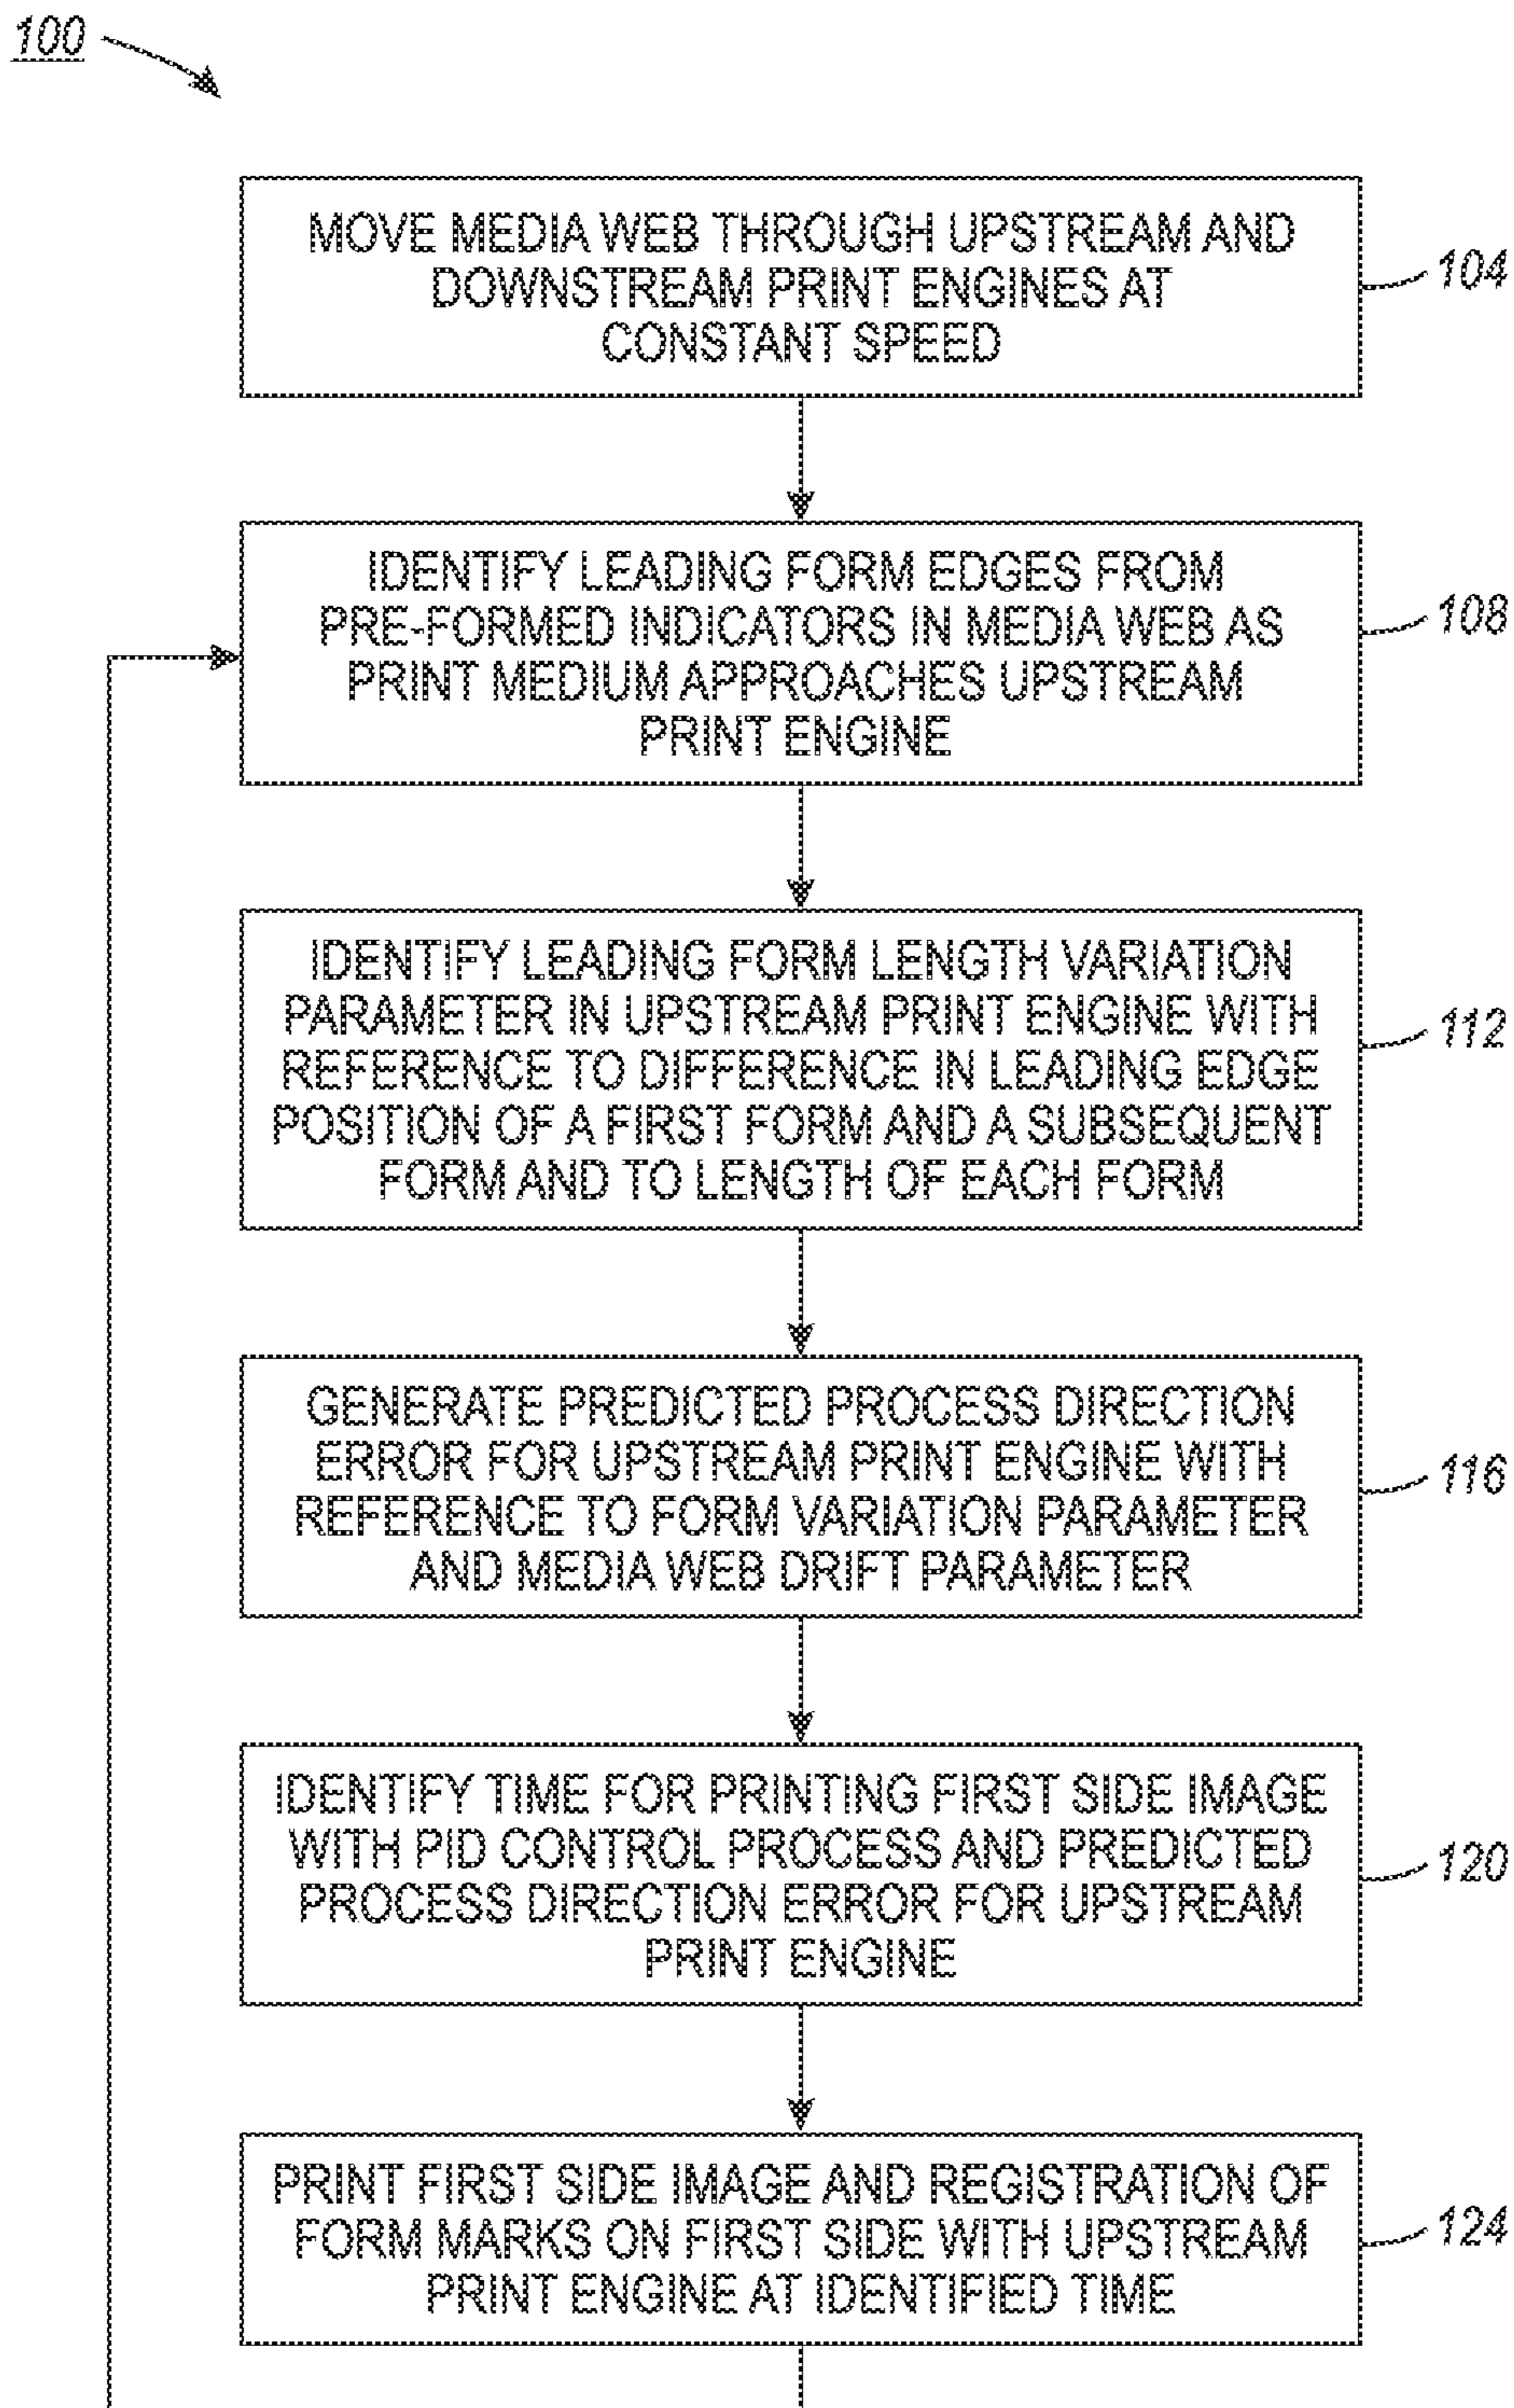 100
MOVE MEDIA WEB THROUGH UPSTREAM AND
DOWNSTREAM PRINT ENGINES AT
CONSTANT SPEED
104
IDENTIFY LEADING FORM EDGES FROM
PRE-FORMED INDICATORS IN MEDIA WEB AS
PRINT MEDIUM APPROACHES UPSTREAM
PRINT ENGINE
108
IDENTIFY LEADING FORM LENGTH VARIATION
PARAMETER IN UPSTREAM PRINT ENGINE WITH
REFERENCE TO DIFFERENCE IN LEADING EDGE
POSITION OF A FIRST FORM AND A SUBSEQUENT
FORM AND TO LENGTH OF EACH FORM
112
GENERATE PREDICTED PROCESS DIRECTION
ERROR FOR UPSTREAM PRINT ENGINE WITH
REFERENCE TO FORM VARIATION PARAMETER
AND MEDIA WEB DRIFT PARAMETER
116
IDENTIFY TIME FOR PRINTING FIRST SIDE IMAGE
WITH PID CONTROL PROCESS AND PREDICTED
PROCESS DIRECTION ERROR FOR UPSTREAM
PRINT ENGINE
120
PRINT FIRST SIDE IMAGE AND REGISTRATION OF
FORM MARKS ON FIRST SIDE WITH UPSTREAM
PRINT ENGINE AT IDENTIFIED TIME
124